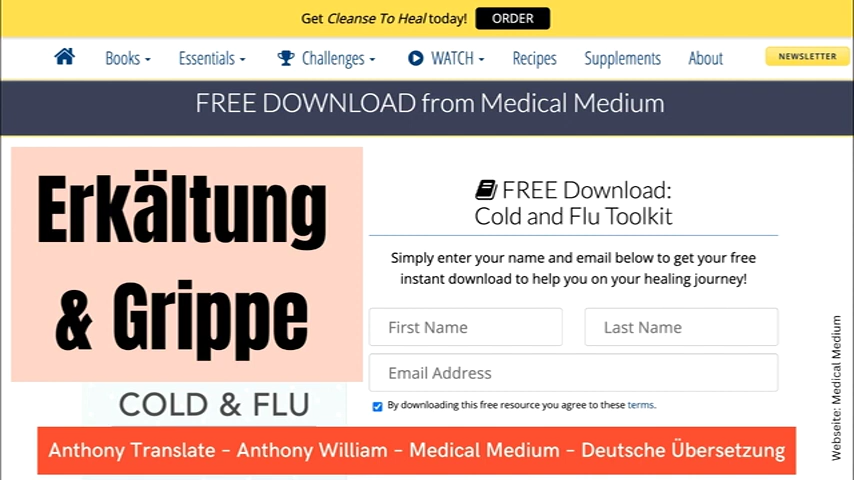 Get Cleanse To Heal today! ORDER
Books Essentials Challenges WATCH Recipes Supplements About NEWSLETTER
FREE DOWNLOAD from Medical Medium
Erkältung
& Grippe
COLD & FLU
FREE Download:
Cold and Flu Toolkit
Simply enter your name and email below to get your free
instant download to help you on your healing journey!
First Name Last Name
Email Address
By downloading this free resource you agree to these terms.
Anthony Translate – Anthony William – Medical Medium – Deutsche Übersetzung
Webseite: Medical Medium